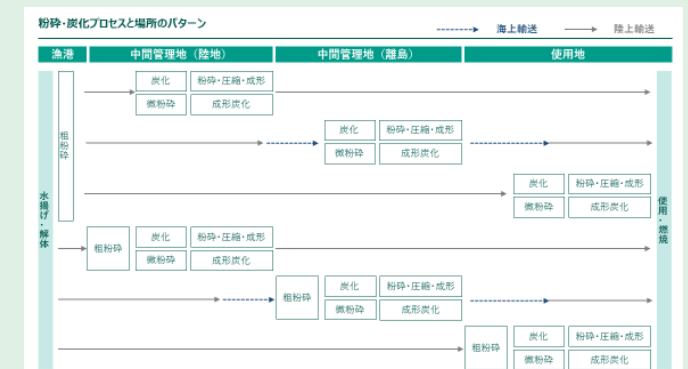 粉砕・炭化プロセスと場所のパターン
海上輸送 陸上輸送
漁港 中間管理地（陸地） 中間管理地（離島） 使用地
水揚げ・解体
粗粉砕
炭化 粉砕・圧縮・成形
微粉砕 成形炭化
炭化 粉砕・圧縮・成形
微粉砕 成形炭化
炭化 粉砕・圧縮・成形
微粉砕 成形炭化
粗粉砕
炭化 粉砕・圧縮・成形
微粉砕 成形炭化
粗粉砕
炭化 粉砕・圧縮・成形
微粉砕 成形炭化
粗粉砕
炭化 粉砕・圧縮・成形
微粉砕 成形炭化
使用・燃焼